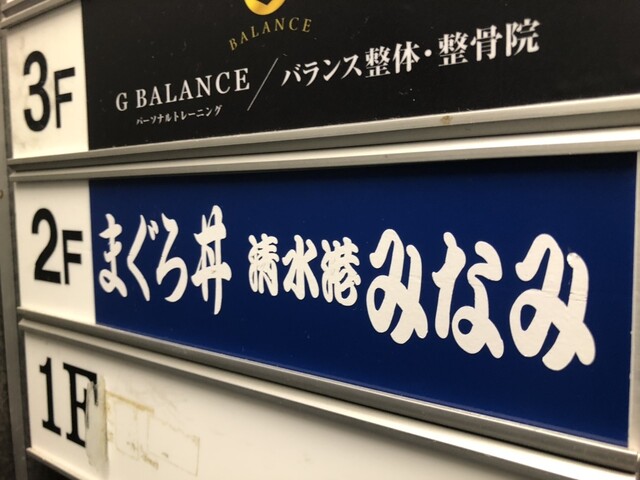 BALANCE
3F
G BALANCE / バランス整体・整骨院
パーソナルトレーニング
2F まぐろ丼 清水港 みなみ
1F